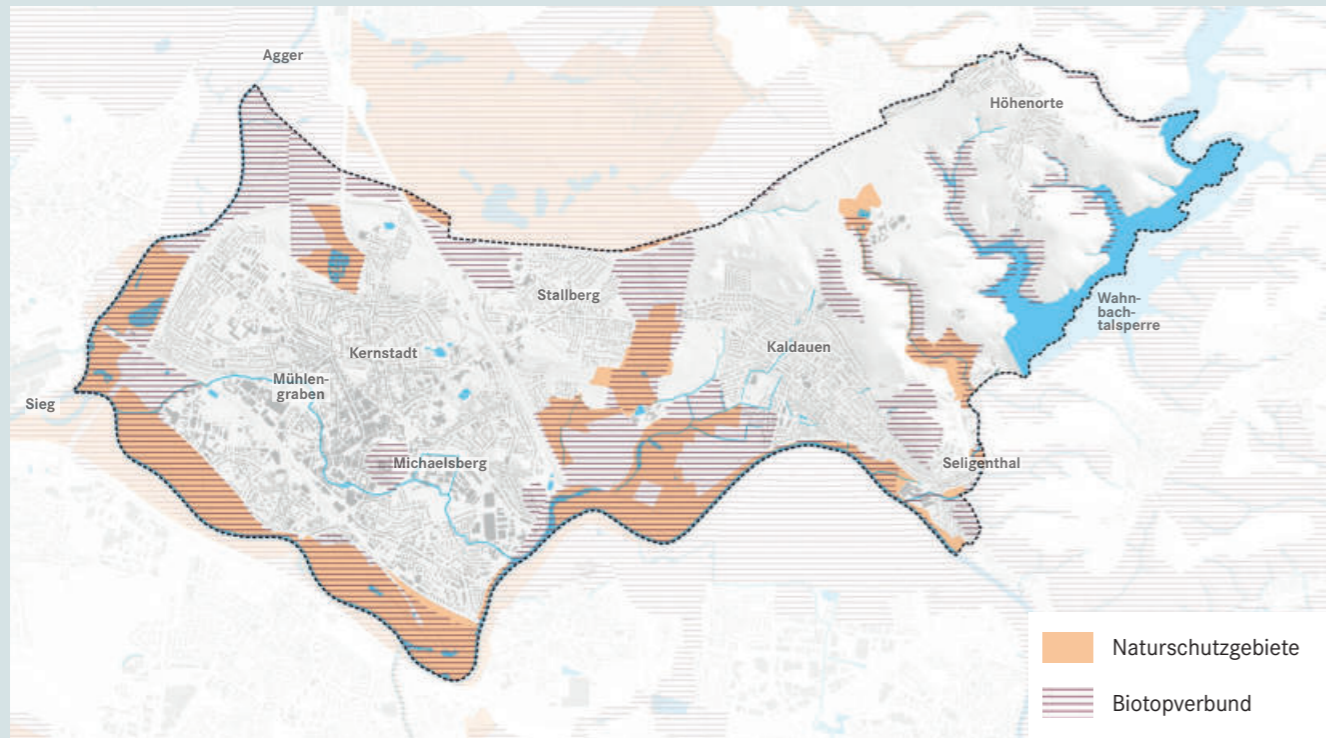 Agger
Höhenorte
Stallberg
Wahn-
bach-
talsperre
Kernstadt
Kaldauen
Mühlen-
graben
Sieg
Michaelsberg
Seligenthal
Naturschutzgebiete
Biotopverbund